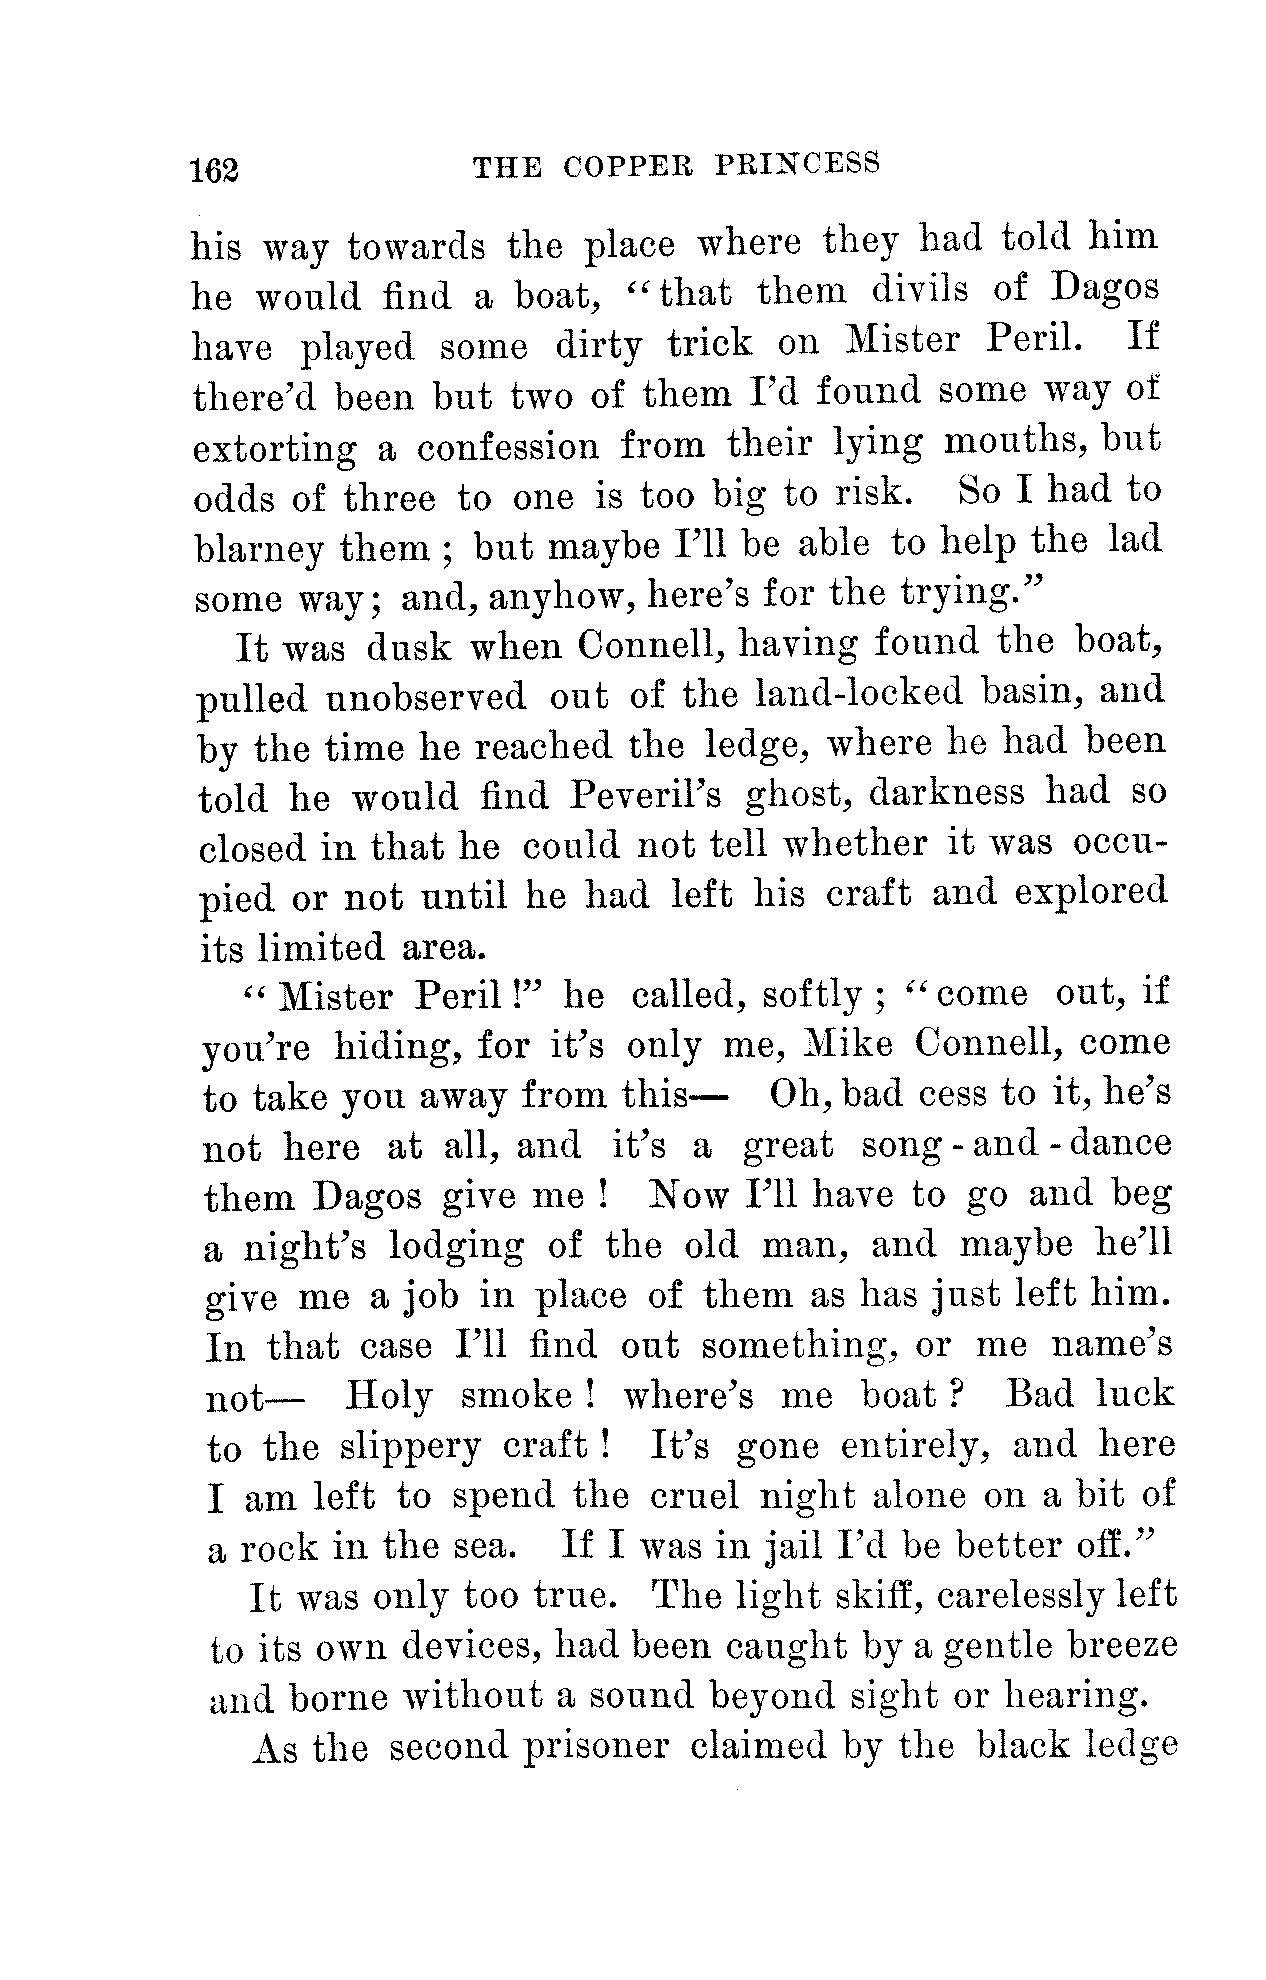 162 THE COPPER PRINCESS
his way towards the place where they had told him
he would find a boat, "that them divils of Dagos
have played some dirty trick on Mister Peril. If
there'd been but two of them I'd found some way of
extorting a confession from their lying mouths, but
odds of three to one is too big to risk. So I had to
blarney them ; but maybe I'll be able to help the lad
some way; and, anyhow, here's for the trying."
It was dusk when Connell, having found the boat,
pulled unobserved out of the land-locked basin, and
by the time he reached the ledge, where he had been
told he would find Peveril's ghost, darkness had so
closed in that he could not tell whether it was occu-
pied or not until he had left his craft and explored
its limited area.
"Mister Peril!" he called, softly ; "come out, if
you're hiding, for it's only me, Mike Connell, come
to take you away from this— Oh, bad cess to it, he's
not here at all, and it's a great song-and-dance
them Dagos give me ! Now I'll have to go and beg
a night's lodging of the old man, and maybe he'll
give me a job in place of them as has just left him.
In that case I'll find out something, or me name's
not— Holy smoke ! where's me boat ? Bad luck
to the slippery craft ! It's gone entirely, and here
I am left to spend the cruel night alone on a bit of
a rock in the sea. If I was in jail I'd be better off."
It was only too true. The light skiff, carelessly left
to its own devices, had been caught by a gentle breeze
and borne without a sound beyond sight or hearing.
As the second prisoner claimed by the black ledge